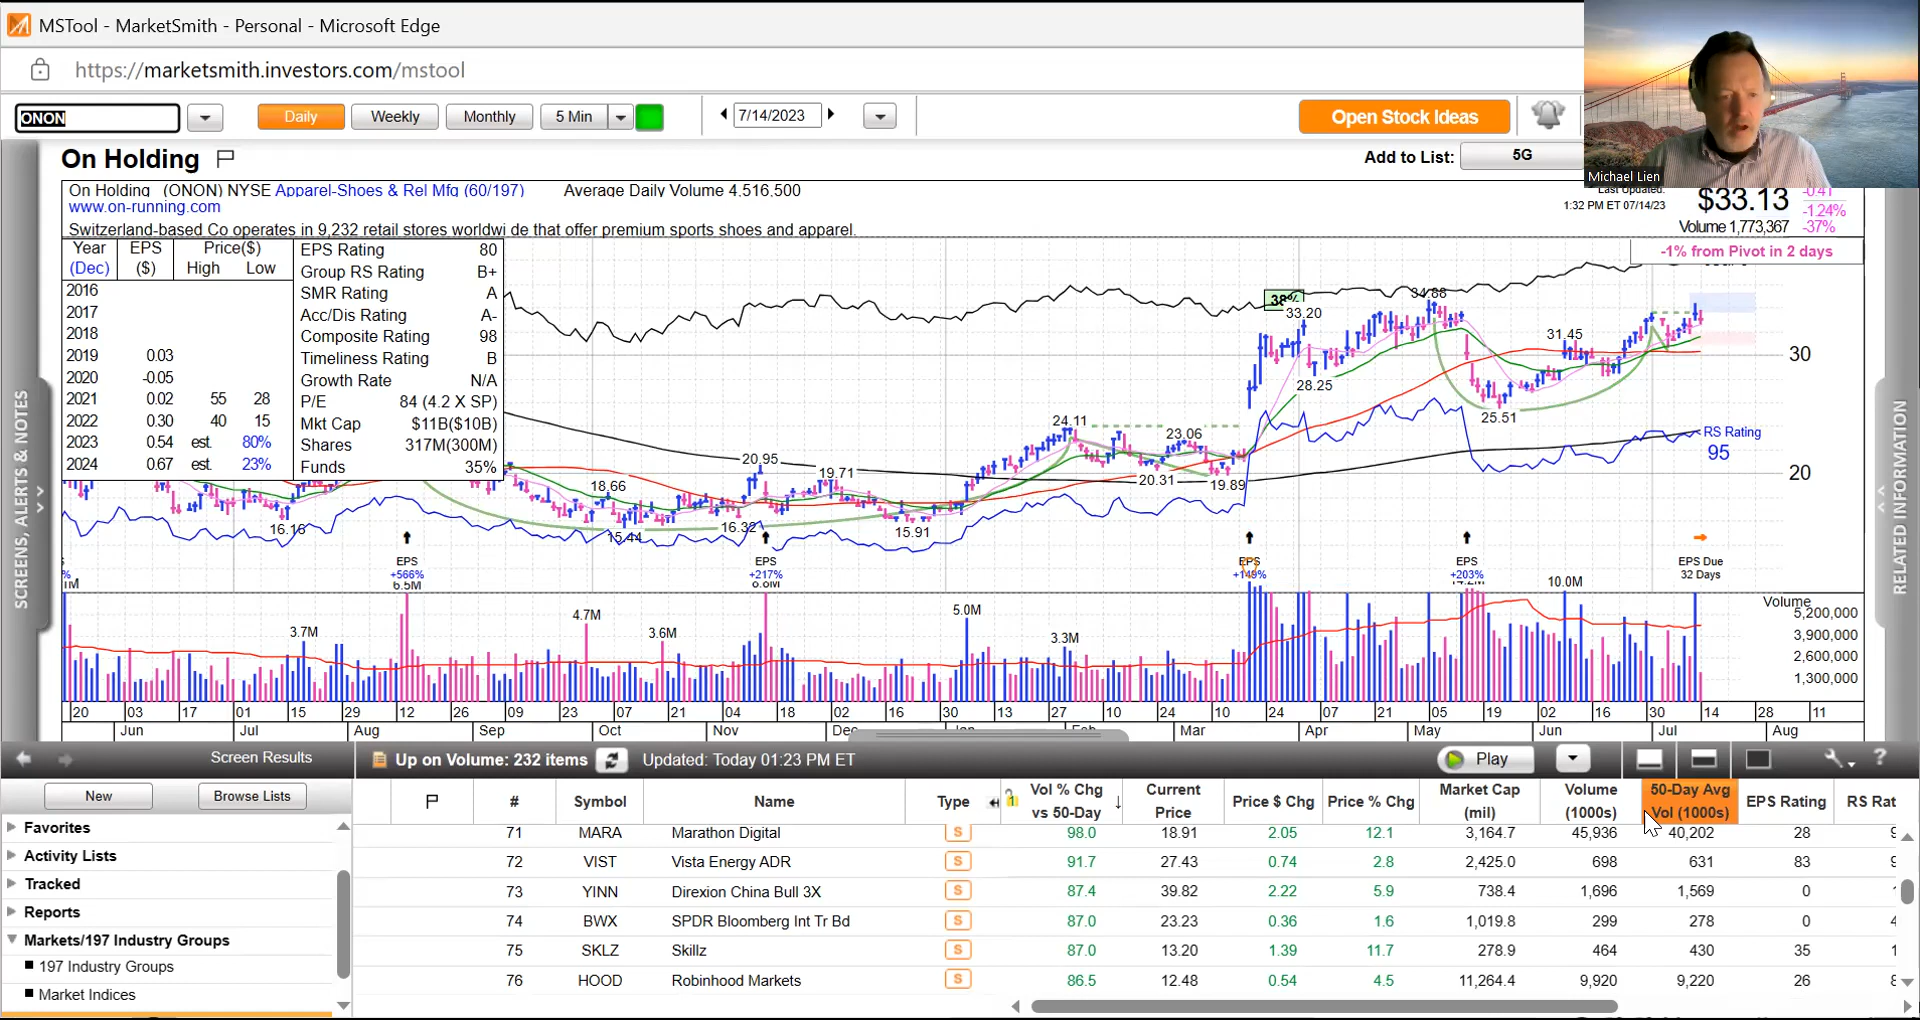 MSTool - MarketSmith - Personal - Microsoft Edge
https://marketsmith.investors.com/mstool
ONON
Daily
Weekly
Monthly
5 Min
7/14/2023
Open Stock Ideas
Michael Lien
On Holding
Add to List:
5G
On Holding (ONON) NYSE Apparel-Shoes & Rel Mfg (60/197) Average Daily Volume 4,516,500
www.on-running.com
Switzerland-based Co operates in 9,232 retail stores worldwi de that offer premium sports shoes and apparel.
Last Updated:
1:32 PM ET 07/14/23
$33.13
-0.41
-1.24%
Volume 1,773,367
-37%
-1% from Pivot in 2 days
Year EPS Price($)
(Dec) ($) High Low
2016
2017
2018
2019 0.03
2020 -0.05
2021 0.02 55 28
2022 0.30 40 15
2023 0.54 est. 80%
2024 0.67 est. 23%
EPS Rating 80
Group RS Rating B+
SMR Rating A
Acc/Dis Rating A-
Composite Rating 98
Timeliness Rating B
Growth Rate N/A
P/E 84 (4.2 X SP)
Mkt Cap $11B($10B)
Shares 317M(300M)
Funds 35%
38%
33.20
34.88
31.45
30
28.25
25.51
24.11
23.06
RS Rating
95
20.95
19.71
20.31
19.89
20
18.66
16.16
15.44
16.32
15.91
EPS
+566%
6.5M
EPS
+217%
EPS
+149%
EPS
+203%
EPS Due
32 Days
10.0M
Volume
5,200,000
3,900,000
2,600,000
1,300,000
3.7M
4.7M
3.6M
5.0M
3.3M
20 03 17 01 15 29 12 26 09 23 07 21 04 18 02 16 30 13 27 10 24 10 24 07 21 05 19 02 16 30 14 28 11
Jun Jul Aug Sep Oct Nov Dec Jan Feb Mar Apr May Jun Jul Aug
SCREENS, ALERTS & NOTES
RELATED INFORMATION
Screen Results
Up on Volume: 232 items
Updated: Today 01:23 PM ET
Play
?
New
Browse Lists
Favorites
Activity Lists
Tracked
Reports
Markets/197 Industry Groups
197 Industry Groups
Market Indices
# Symbol Name Type 1 Vol % Chg vs 50-Day Current Price Price $ Chg Price % Chg Market Cap (mil) Volume (1000s) 50-Day Avg Vol (1000s) EPS Rating RS Rat
71 MARA Marathon Digital S 98.0 18.91 2.05 12.1 3,164.7 45,936 40,202 28
72 VIST Vista Energy ADR S 91.7 27.43 0.74 2.8 2,425.0 698 631 83
73 YINN Direxion China Bull 3X S 87.4 39.82 2.22 5.9 738.4 1,696 1,569 0
74 BWX SPDR Bloomberg Int Tr Bd S 87.0 23.23 0.36 1.6 1,019.8 299 278 0
75 SKLZ Skillz S 87.0 13.20 1.39 11.7 278.9 464 430 35
76 HOOD Robinhood Markets S 86.5 12.48 0.54 4.5 11,264.4 9,920 9,220 26